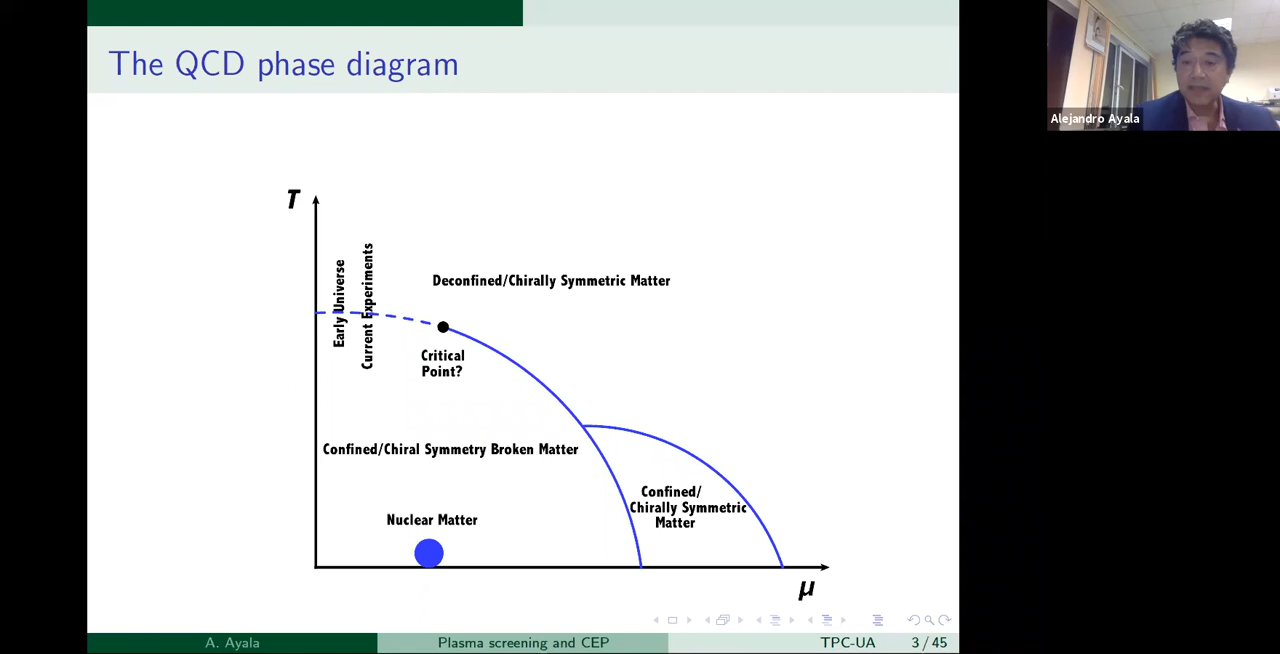 The QCD phase diagram
Alejandro Ayala
T
Early Universe
Current Experiments
Deconfined/Chirally Symmetric Matter
Critical
Point?
Confined/Chiral Symmetry Broken Matter
Confined/
Chirally Symmetric
Matter
Nuclear Matter
μ
A. Ayala
Plasma screening and CEP
TPC-UA
3 / 45